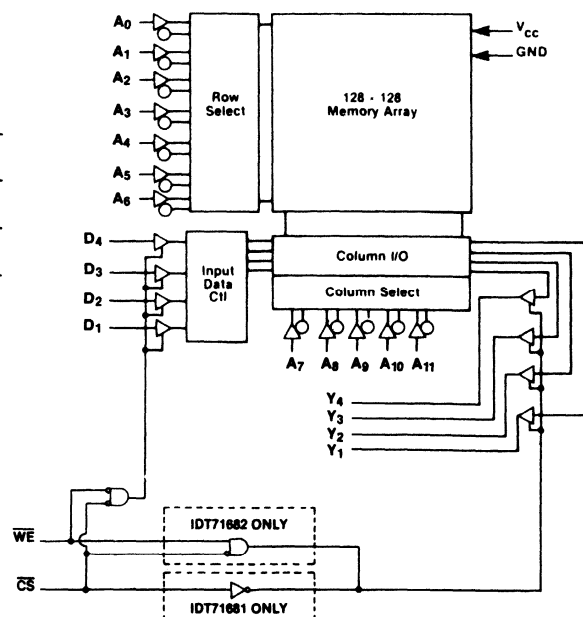 A0
A1
A2
A3
A4
A5
A6
Row
Select
128 - 128
Memory Array
VCC
GND
D4
D3
D2
D1
Input
Data
Ctl
Column I/O
Column Select
A7 A8 A9 A10 A11
Y4
Y3
Y2
Y1
WE
IDT71682 ONLY
CS
IDT71681 ONLY